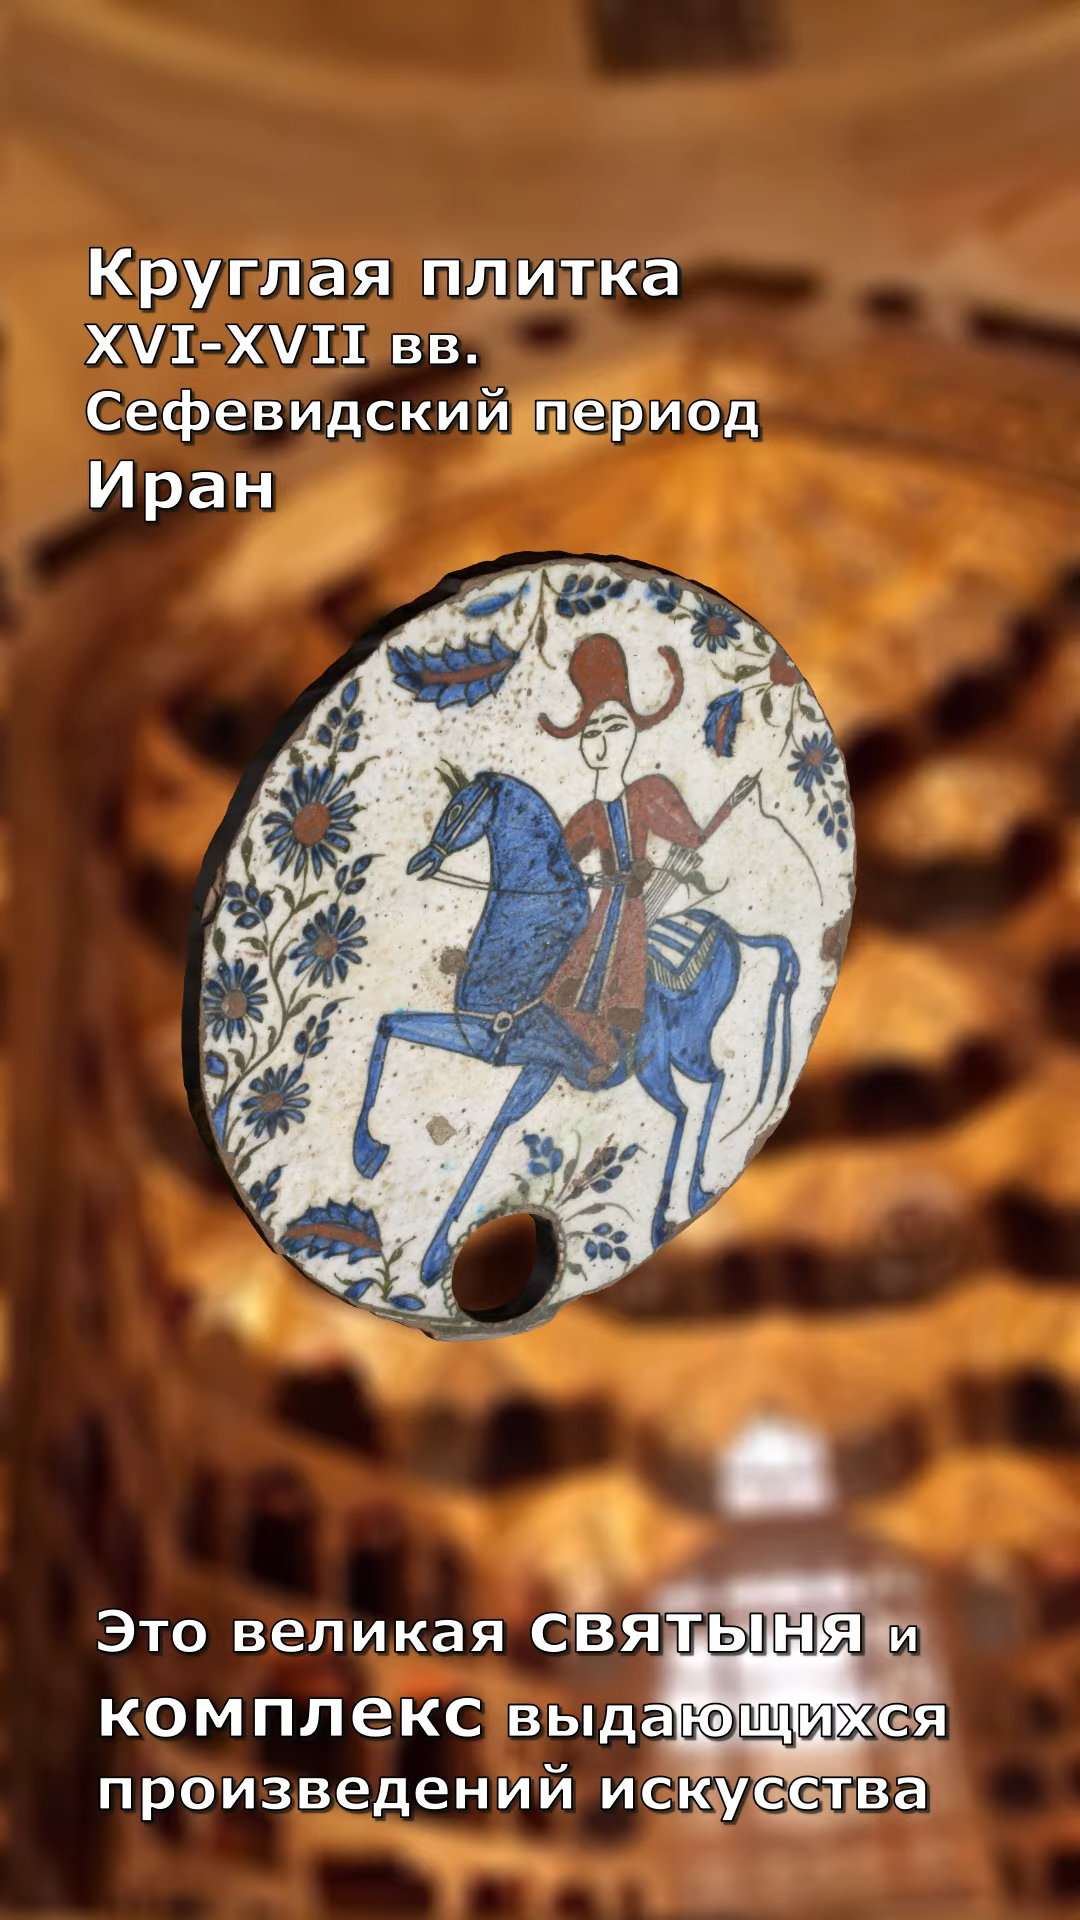 Круглая плитка
XVI-XVII вв.
Сефевидский период
Иран
Это великая святыня и
комплекс выдающихся
произведений искусства